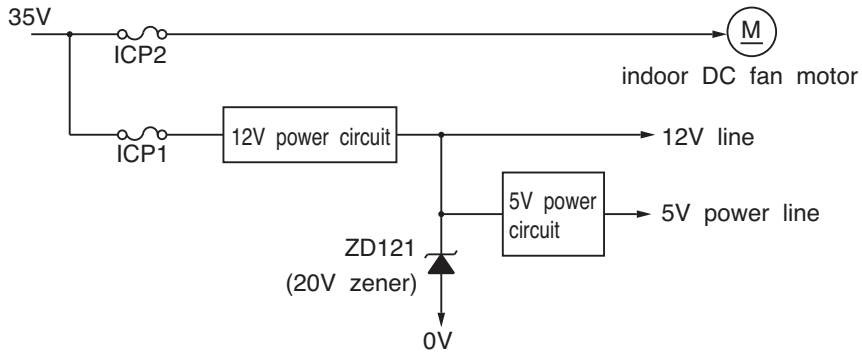 35V
ICP2
M
indoor DC fan motor
ICP1
12V power circuit
12V line
5V power
circuit
5V power line
ZD121
(20V zener)
0V